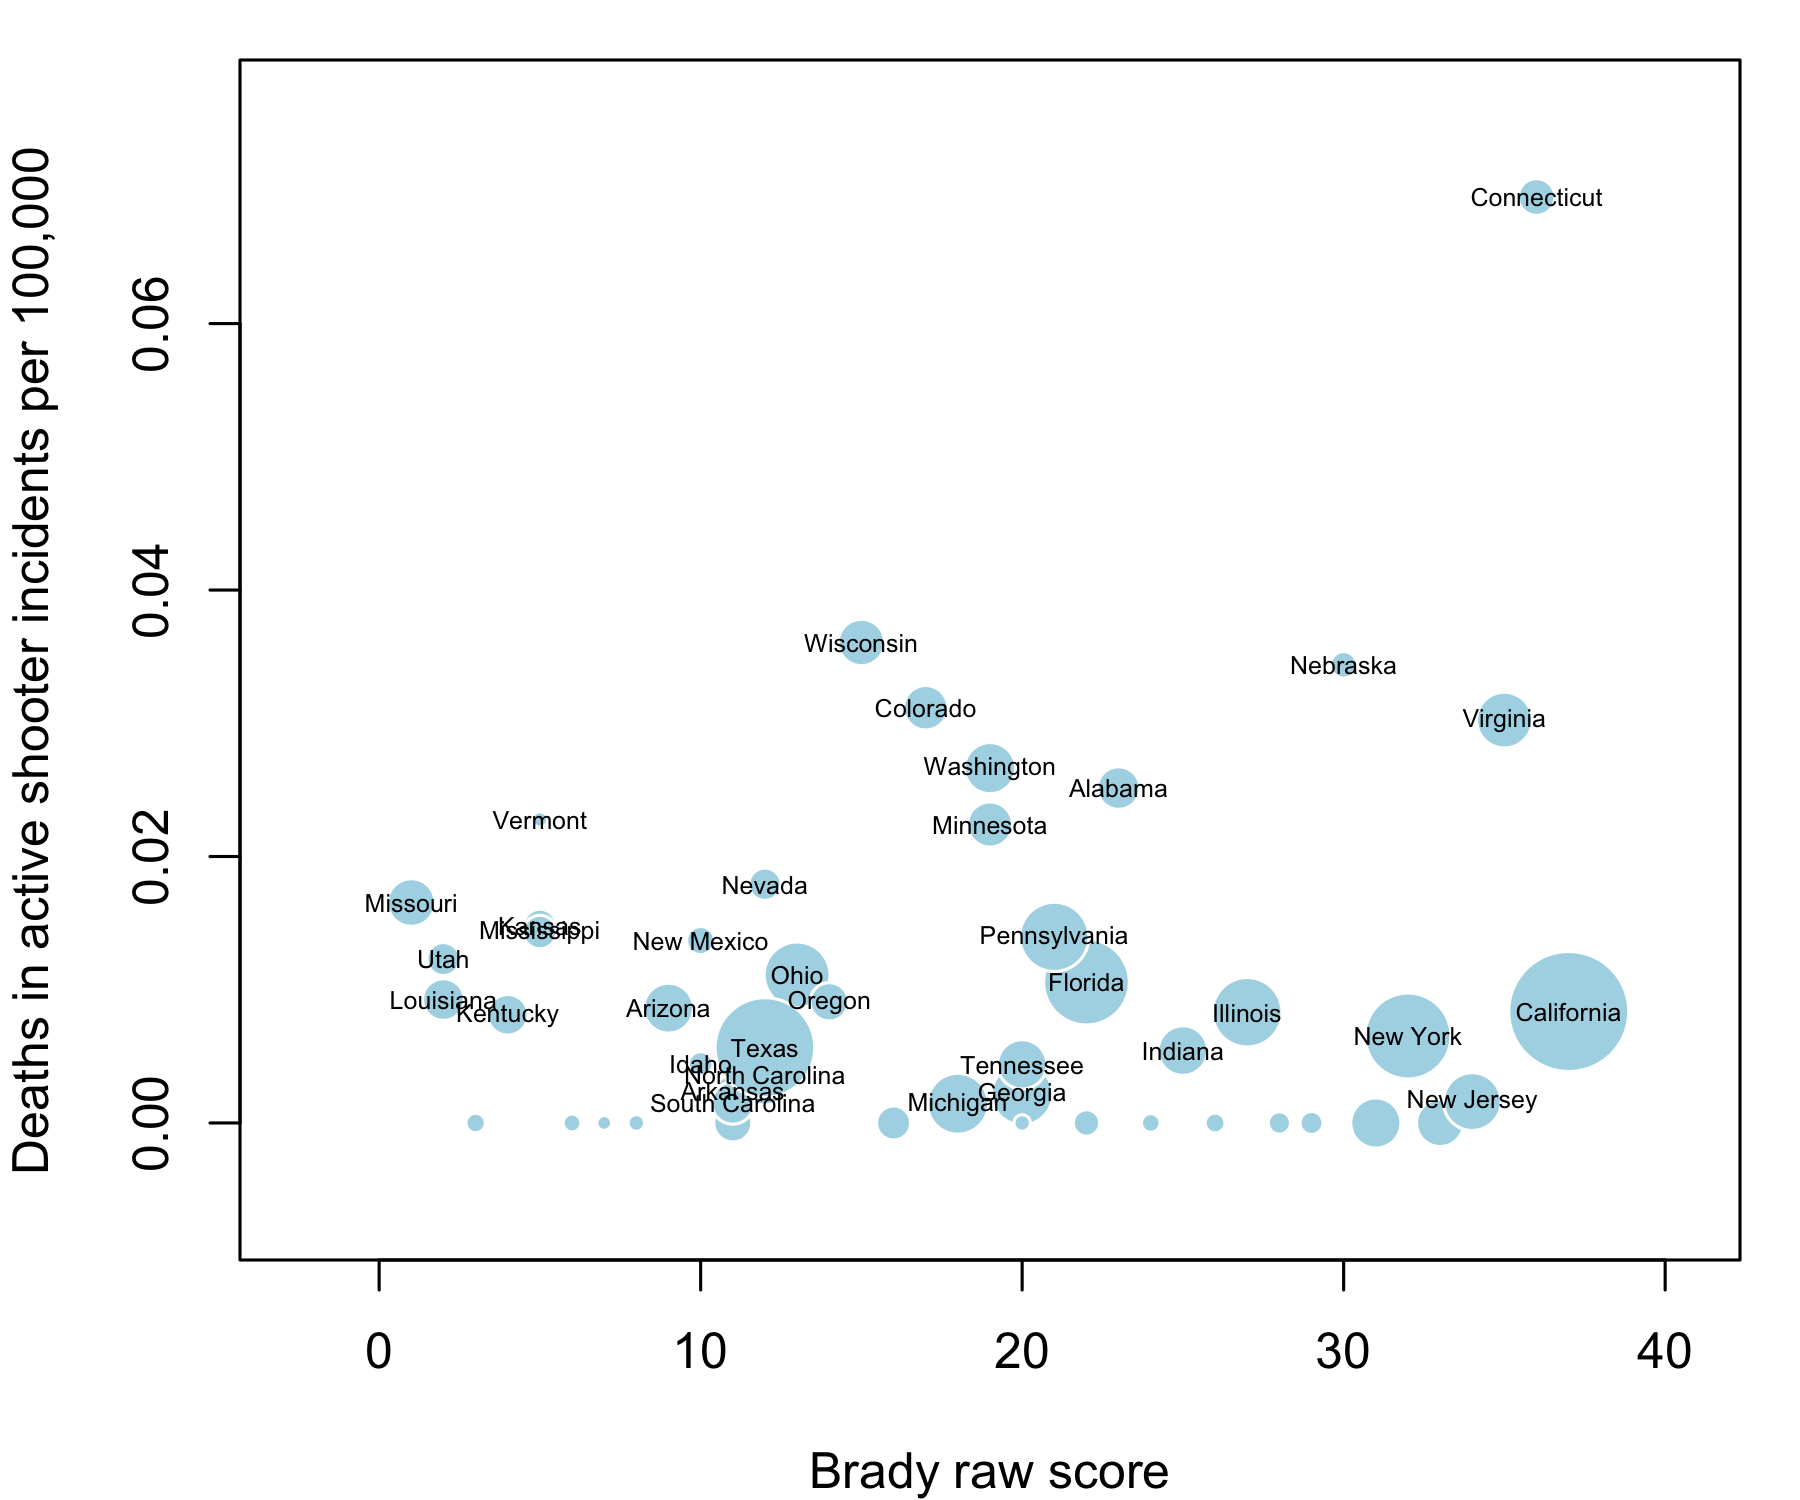 Deaths in active shooter incidents per 100,000
0.06
0.04
0.02
0.00
Connecticut
Wisconsin
Nebraska
Colorado
Virginia
Washington
Alabama
Vermont
Minnesota
Nevada
Missouri
Kansas
Mississippi
New Mexico
Pennsylvania
Utah
Ohio
Florida
Louisiana
Oregon
Kentucky
Arizona
Illinois
California
New York
Texas
Indiana
Idaho
Tennessee
North Carolina
Arkansas
Georgia
South Carolina
Michigan
New Jersey
0
10
20
30
40
Brady raw score